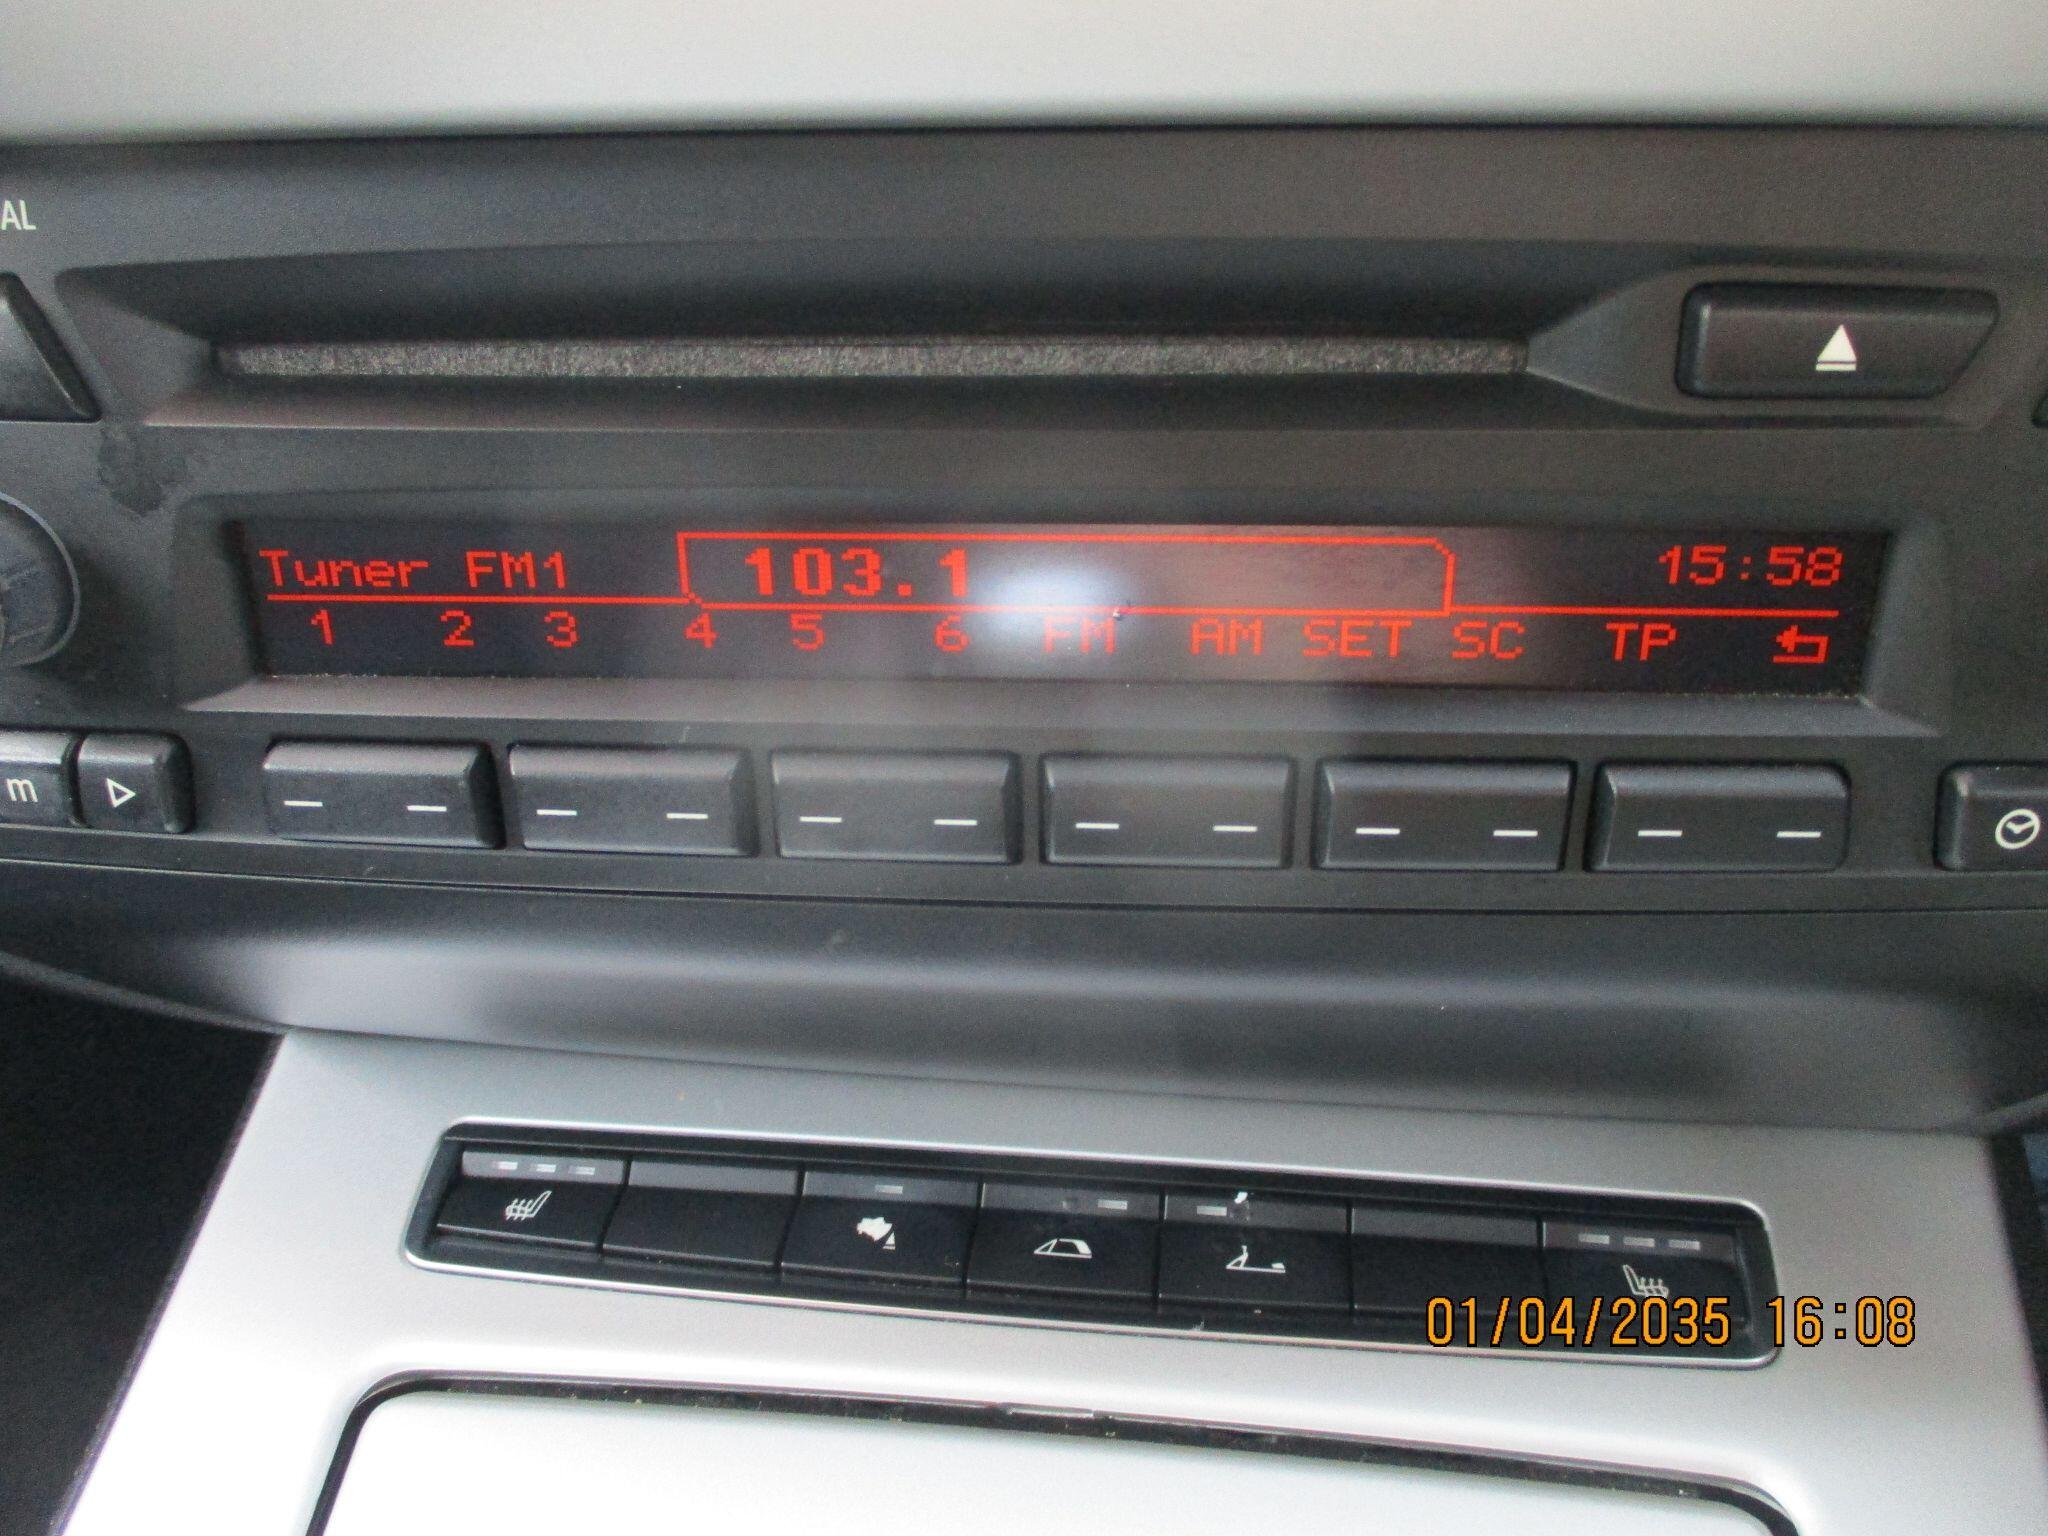 AL
Tuner FM1 103.1 15:58
1 2 3 4 5 6 FM AM SET SC TP
m
01/04/2035 16:08